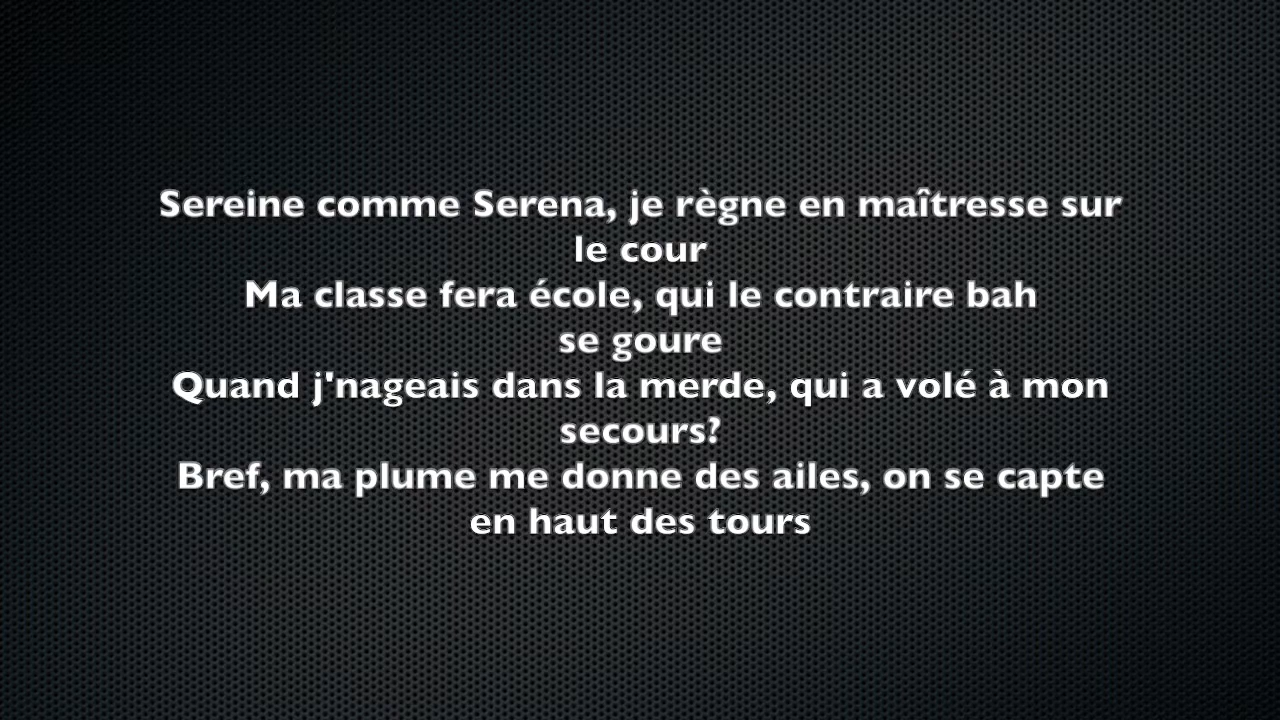 Sereine comme Serena, je règne en maîtresse sur
le cour
Ma classe fera école, qui le contraire bah
se goure
Quand j'nageais dans la merde, qui a volé à mon
secours?
Bref, ma plume me donne des ailes, on se capte
en haut des tours